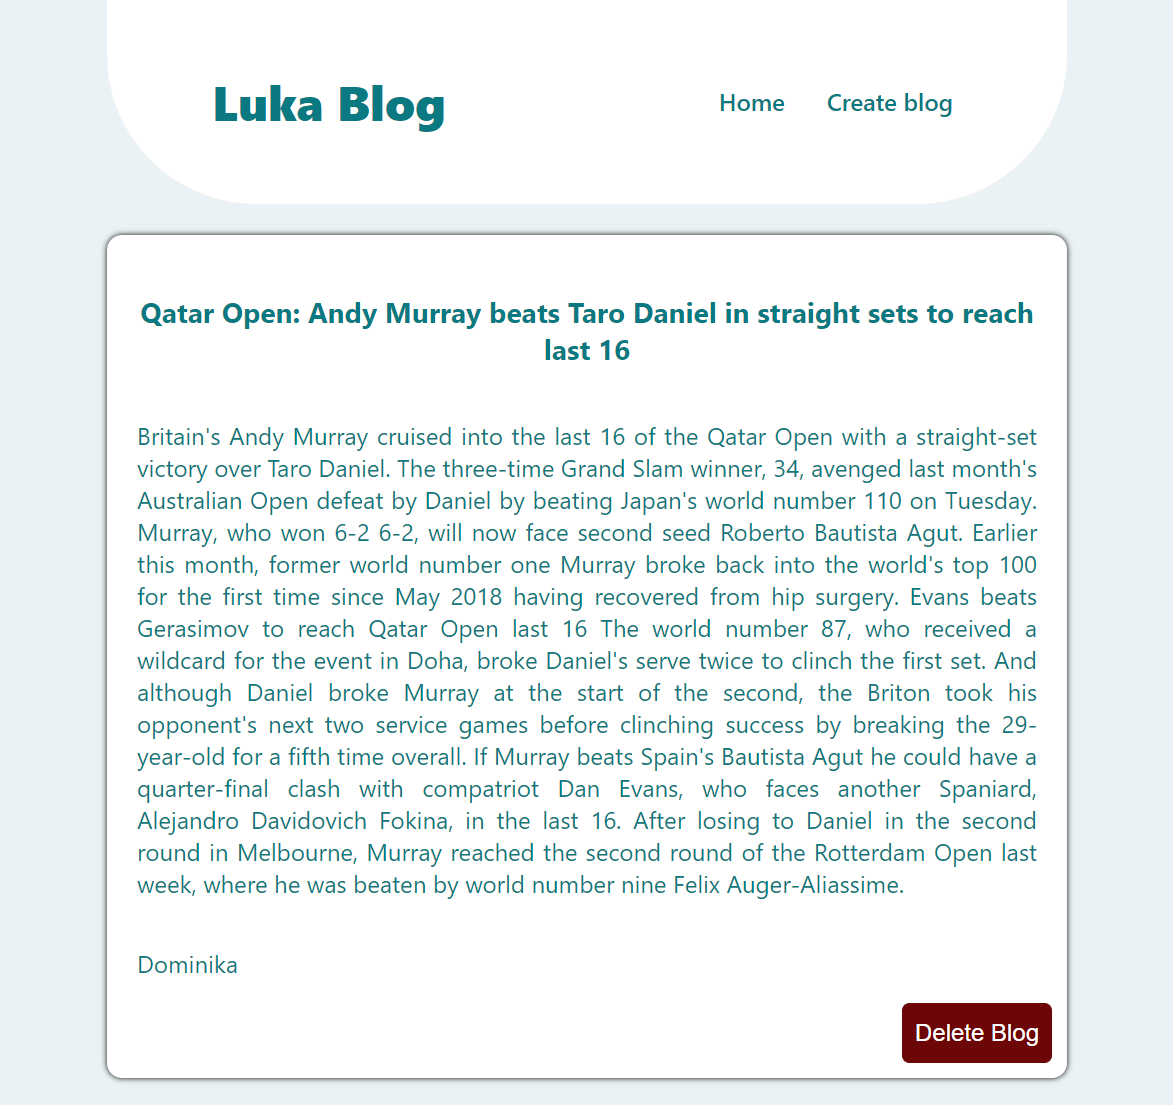 Luka Blog
Home
Create blog
Qatar Open: Andy Murray beats Taro Daniel in straight sets to reach
last 16
Britain's Andy Murray cruised into the last 16 of the Qatar Open with a straight-set
victory over Taro Daniel. The three-time Grand Slam winner, 34, avenged last month's
Australian Open defeat by Daniel by beating Japan's world number 110 on Tuesday.
Murray, who won 6-2 6-2, will now face second seed Roberto Bautista Agut. Earlier
this month, former world number one Murray broke back into the world's top 100
for the first time since May 2018 having recovered from hip surgery. Evans beats
Gerasimov to reach Qatar Open last 16 The world number 87, who received a
wildcard for the event in Doha, broke Daniel's serve twice to clinch the first set. And
although Daniel broke Murray at the start of the second, the Briton took his
opponent's next two service games before clinching success by breaking the 29-
year-old for a fifth time overall. If Murray beats Spain's Bautista Agut he could have a
quarter-final clash with compatriot Dan Evans, who faces another Spaniard,
Alejandro Davidovich Fokina, in the last 16. After losing to Daniel in the second
round in Melbourne, Murray reached the second round of the Rotterdam Open last
week, where he was beaten by world number nine Felix Auger-Aliassime.
Dominika
Delete Blog